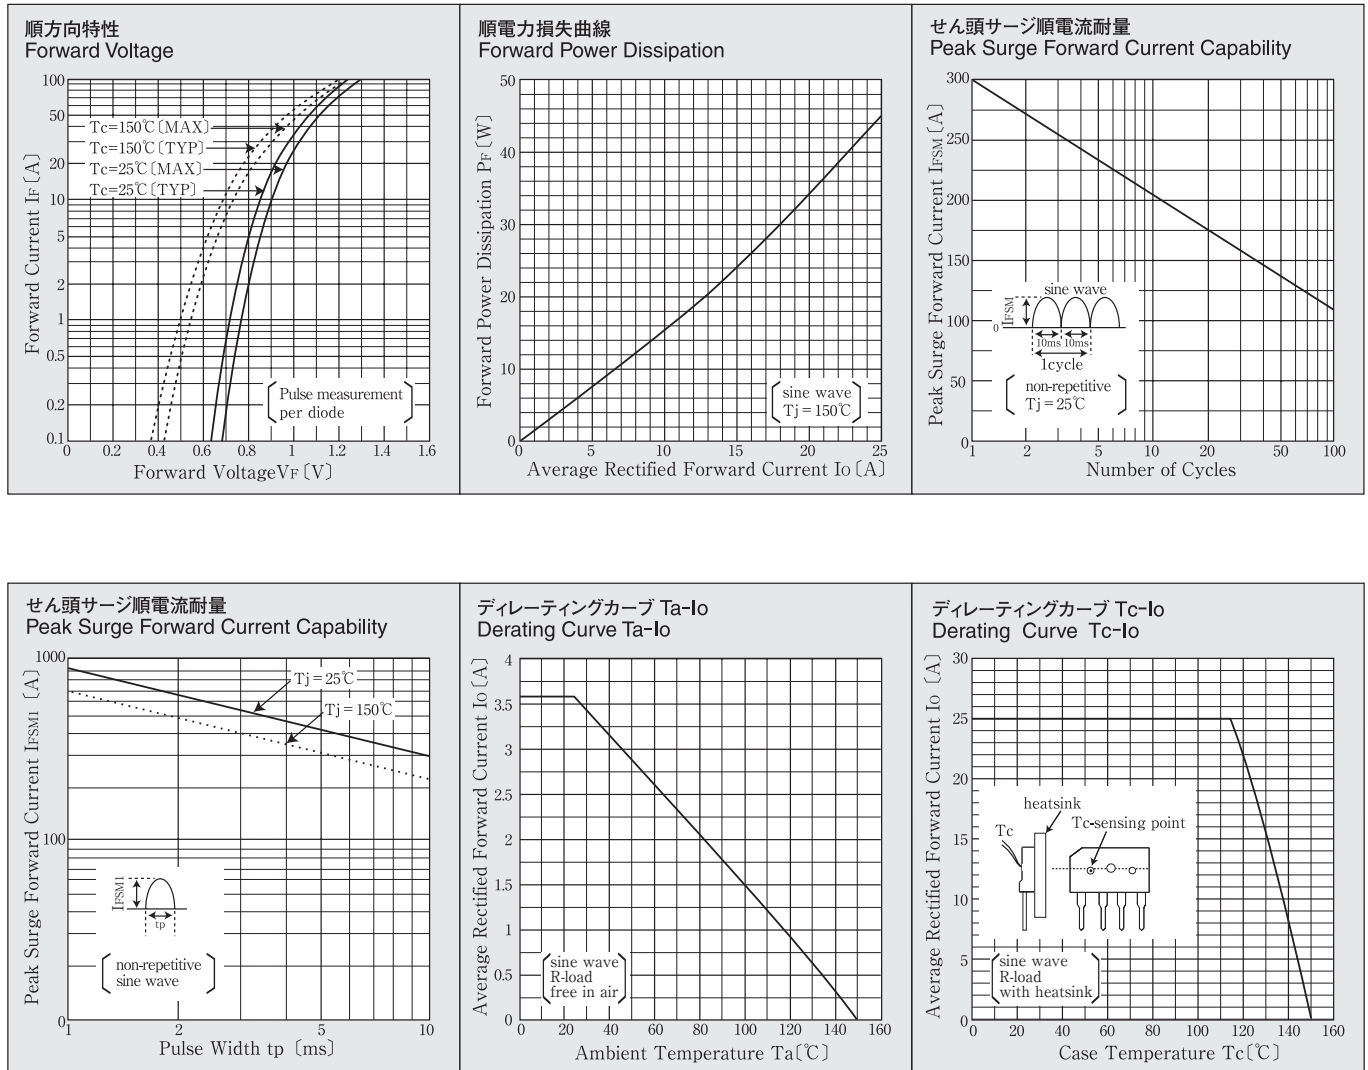 順方向特性
Forward Voltage
100
50
20
10
5
2
1
0.5
0.2
0.1
Forward Current IF〔A〕
Tc=150℃〔MAX〕
Tc=150℃〔TYP〕
Tc=25℃〔MAX〕
Tc=25℃〔TYP〕
Pulse measurement
per diode
0 0.2 0.4 0.6 0.8 1 1.2 1.4 1.6
Forward VoltageVF〔V〕
順電力損失曲線
Forward Power Dissipation
50
40
30
20
10
0
Forward Power Dissipation PF〔W〕
sine wave
Tj=150℃
5 10 15 20 25
Average Rectified Forward Current Io〔A〕
せん頭サージ順電流耐量
Peak Surge Forward Current Capability
300
250
200
150
100
50
0
Peak Surge Forward Current IFSM〔A〕
sine wave
IFSM
0
10ms 10ms
1cycle
non-repetitive
Tj=25℃
1 2 5 10 20 50 100
Number of Cycles
せん頭サージ順電流耐量
Peak Surge Forward Current Capability
1000
100
0
Peak Surge Forward Current IFSM1〔A〕
Tj=25℃
Tj=150℃
IFSM1
tp
non-repetitive
sine wave
1 2 5 10
Pulse Width tp〔ms〕
ディレーティングカーブ Ta-Io
Derating Curve Ta-Io
4
3.5
3
2.5
2
1.5
1
0.5
0
Average Rectified Forward Current Io〔A〕
sine wave
R-load
free in air
0 20 40 60 80 100 120 140 160
Ambient Temperature Ta〔℃〕
ディレーティングカーブ Tc-Io
Derating Curve Tc-Io
30
25
20
15
10
5
0
Average Rectified Forward Current Io〔A〕
heatsink
Tc
Tc-sensing point
sine wave
R-load
with heatsink
0 20 40 60 80 100 120 140 160
Case Temperature Tc〔℃〕